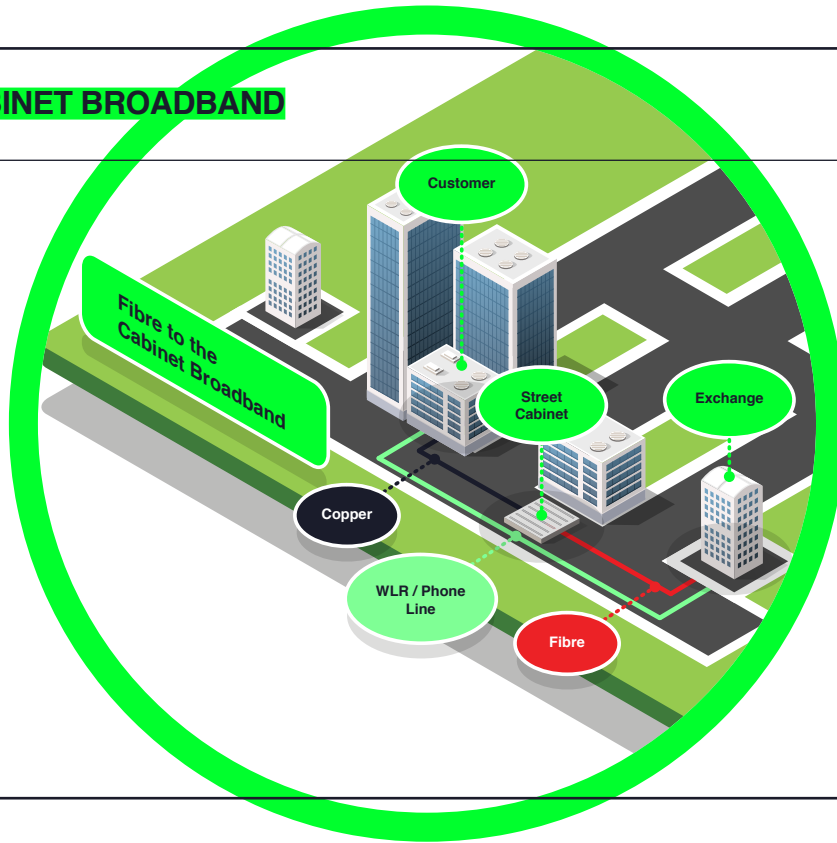 BINET BROADBAND
Customer
Fibre to the
Cabinet Broadband
Street
Cabinet
Exchange
Copper
WLR / Phone
Line
Fibre